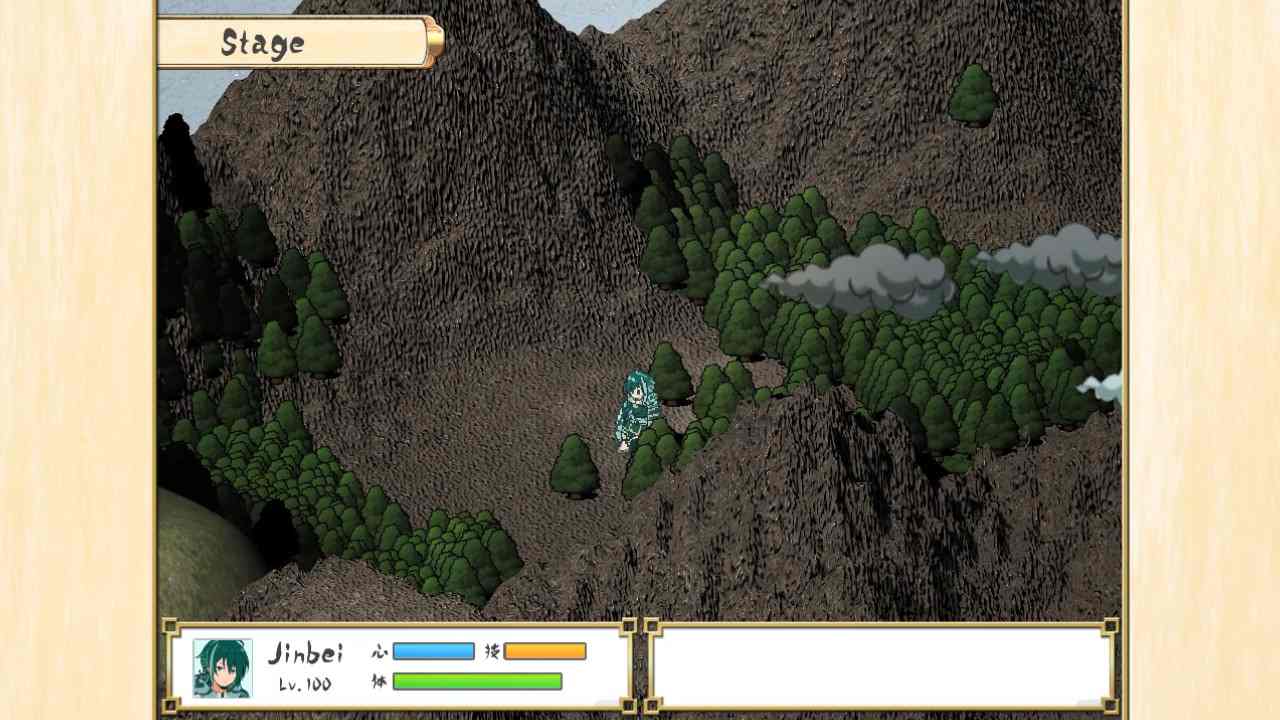 Stage
Jinbei 心 技
Lv.100 体